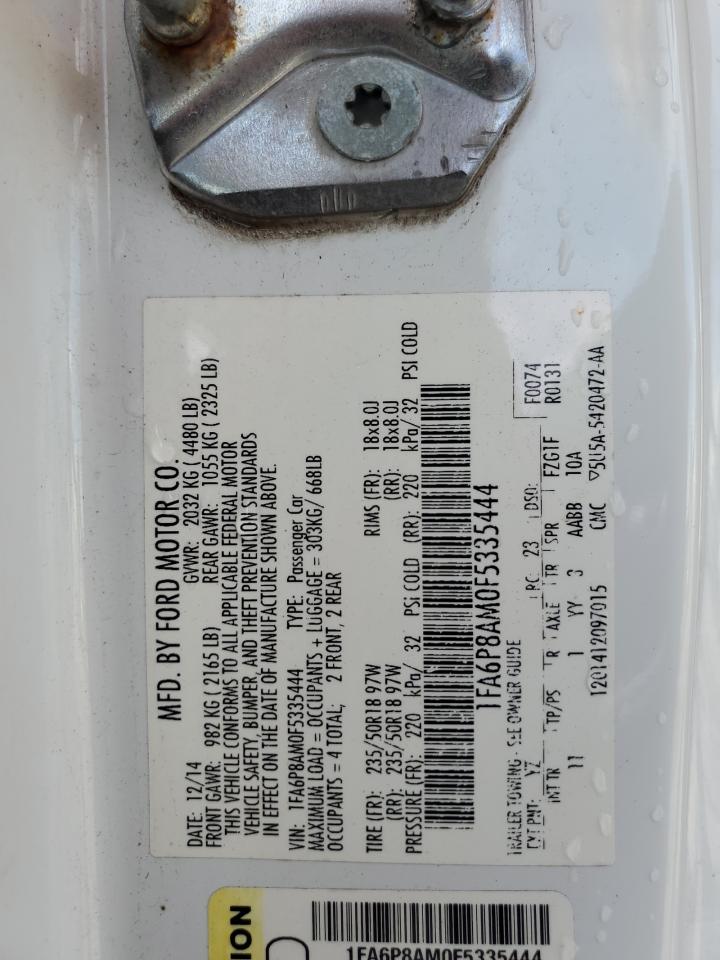 MFD. BY FORD MOTOR CO.
DATE: 12/14 GVWR: 2032 KG ( 4480 LB)
FRONT GAWR: 982 KG ( 2165 LB) REAR GAWR: 1055 KG ( 2325 LB)
THIS VEHICLE CONFORMS TO ALL APPLICABLE FEDERAL MOTOR
VEHICLE SAFETY, BUMPER, AND THEFT PREVENTION STANDARDS
IN EFFECT ON THE DATE OF MANUFACTURE SHOWN ABOVE.
VIN: 1FA6P8AM0F5335444 TYPE: Passenger Car
MAXIMUM LOAD = OCCUPANTS + LUGGAGE = 303KG/ 668LB
OCCUPANTS = 4 TOTAL; 2 FRONT, 2 REAR
TIRE (FR): 235/50R18 97W RIMS (FR): 18x8.0J
(RR): 235/50R18 97W (RR): 18x8.0J
PRESSURE (FR): 220 kPa/ 32 PSI COLD (RR): 220 kPa/ 32 PSI COLD
1FA6P8AM0F5335444
TRAILER TOWING - SEE OWNER GUIDE
F0074
EXT PNT: YZ RC: 23 DSO: R0131
INT TR TP/PS R AXLE TR SPR FZG1F
11 1 YY 3 AABB 10A
1201412097015 CMC ▽5U5A-5420472-AA
ION
1FA6P8AM0F5335444